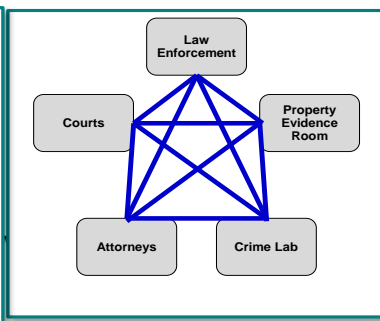 Law
Enforcement
Courts
Property
Evidence
Room
Attorneys
Crime Lab